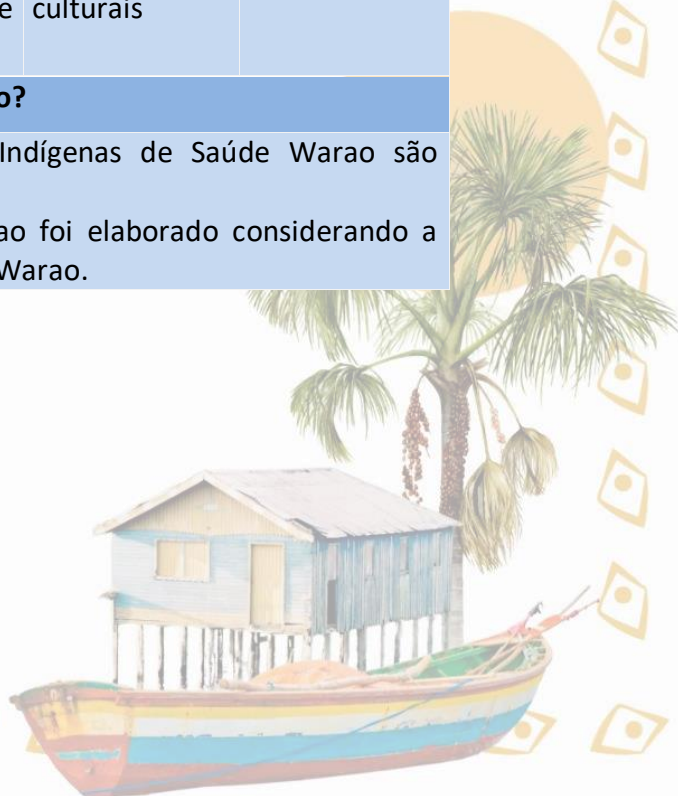 e culturais
o?
Indígenas de Saúde Warao são
ao foi elaborado considerando a
Warao.